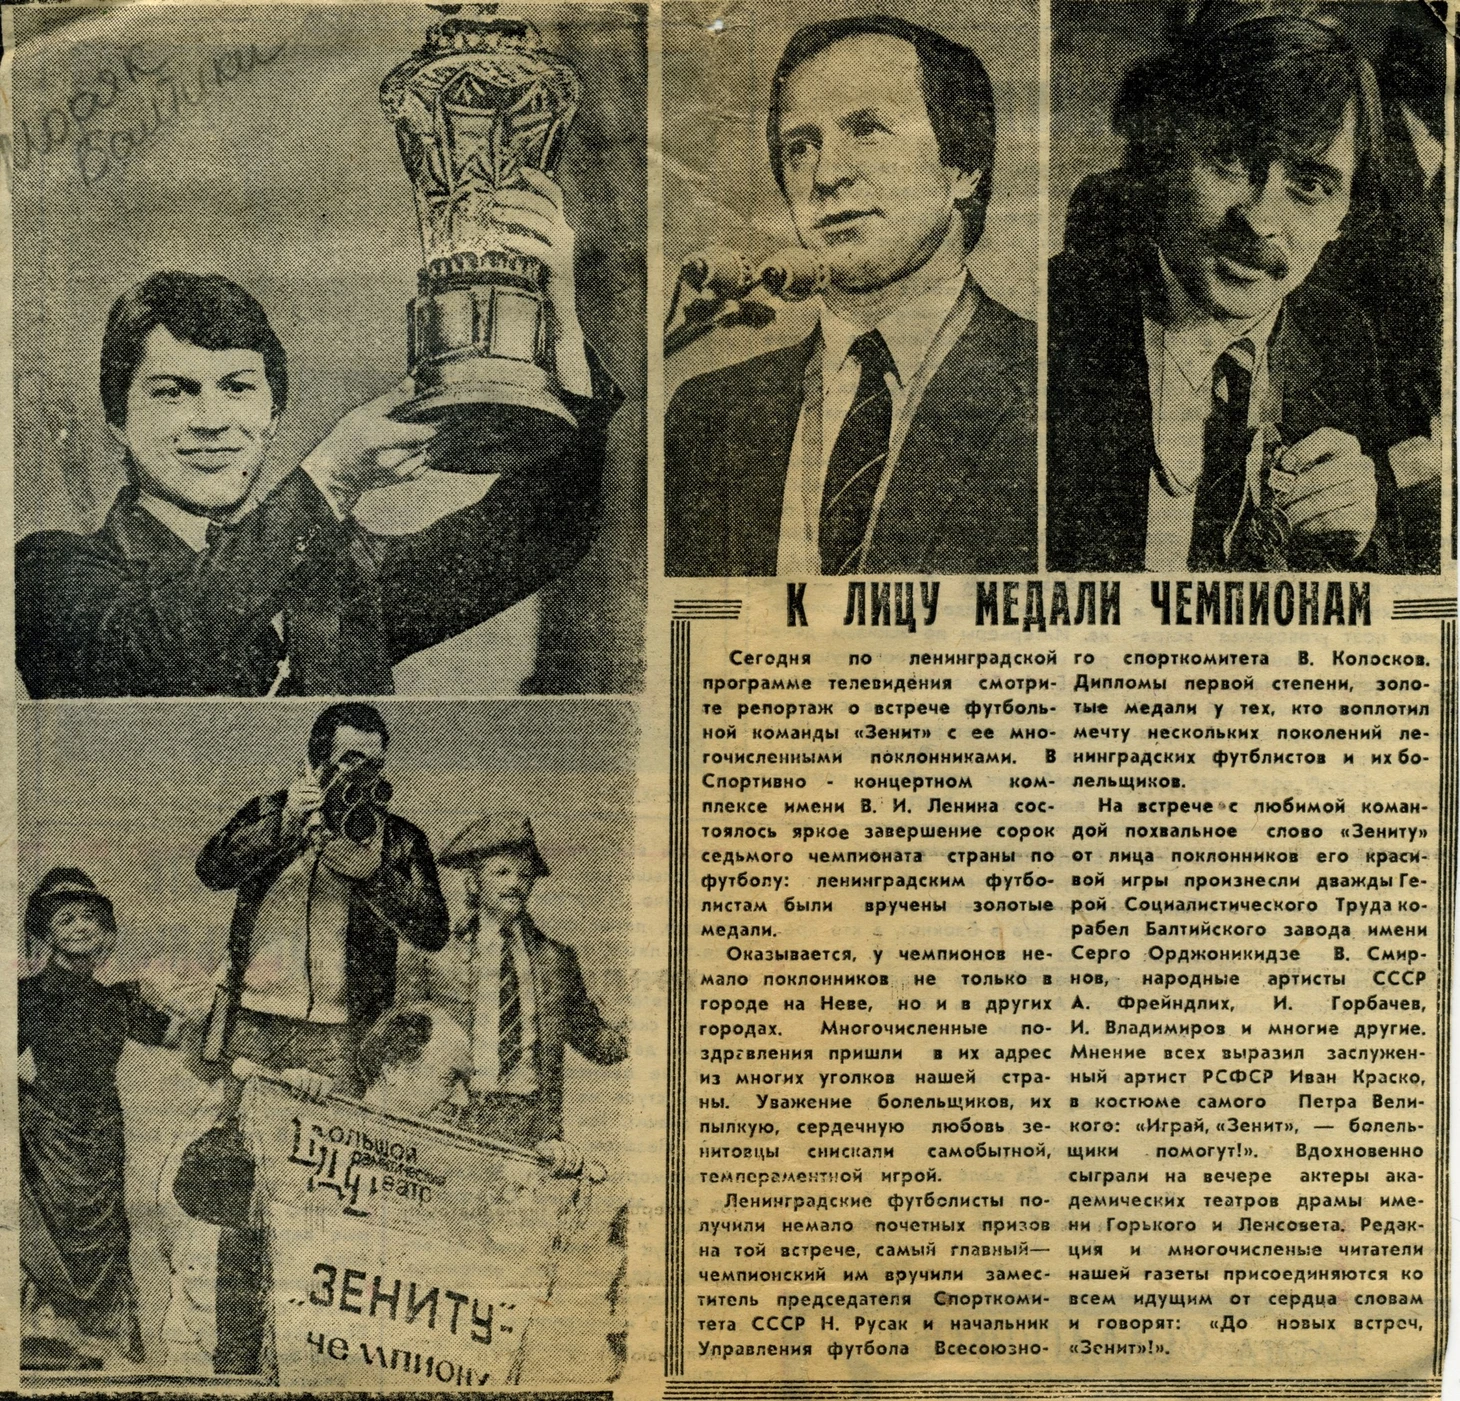 моряк
Балтики
К ЛИЦУ МЕДАЛИ ЧЕМПИОНАМ
Сегодня по ленинградской
программе телевидения смотри-
те репортаж о встрече футболь-
ной команды «Зенит» с ее мно-
гочисленными поклонниками. В
Спортивно - концертном ком-
плексе имени В. И. Ленина сос-
тоялось яркое завершение сорок
седьмого чемпионата страны по
футболу: ленинградским футбо-
листам были вручены золотые
медали.
Оказывается, у чемпионов не-
мало поклонников не только в
городе на Неве, но и в других
городах. Многочисленные по-
здравления пришли в их адрес
из многих уголков нашей стра-
ны. Уважение болельщиков, их
пылкую, сердечную любовь зе-
нитовцы снискали самобытной,
темпераментной игрой.
Ленинградские футболисты по-
лучили немало почетных призов
на той встрече, самый главный—
чемпионский им вручили замес-
титель председателя Спорткоми-
тета СССР Н. Русак и начальник
Управления футбола Всесоюзно-
го спорткомитета В. Колосков.
Дипломы первой степени, золо-
тые медали у тех, кто воплотил
мечту нескольких поколений ле-
нинградских футблистов и их бо-
лельщиков.
На встрече с любимой коман-
дой похвальное слово «Зениту»
от лица поклонников его краси-
вой игры произнесли дважды Ге-
рой Социалистического Труда ко-
рабел Балтийского завода имени
Серго Орджоникидзе В. Смир-
нов, народные артисты СССР
А. Фрейндлих, И. Горбачев,
И. Владимиров и многие другие.
Мнение всех выразил заслужен-
ный артист РСФСР Иван Краско,
в костюме самого Петра Вели-
кого: «Играй, «Зенит», — болель-
щики помогут!». Вдохновенно
сыграли на вечере актеры ака-
демических театров драмы име-
ни Горького и Ленсовета. Редак-
ция и многочисленые читатели
нашей газеты присоединяются ко
всем идущим от сердца словам
и говорят: «До новых встреч,
«Зенит»!».
Большой
драматический
театр
„ЗЕНИТУ“-
чемпиону